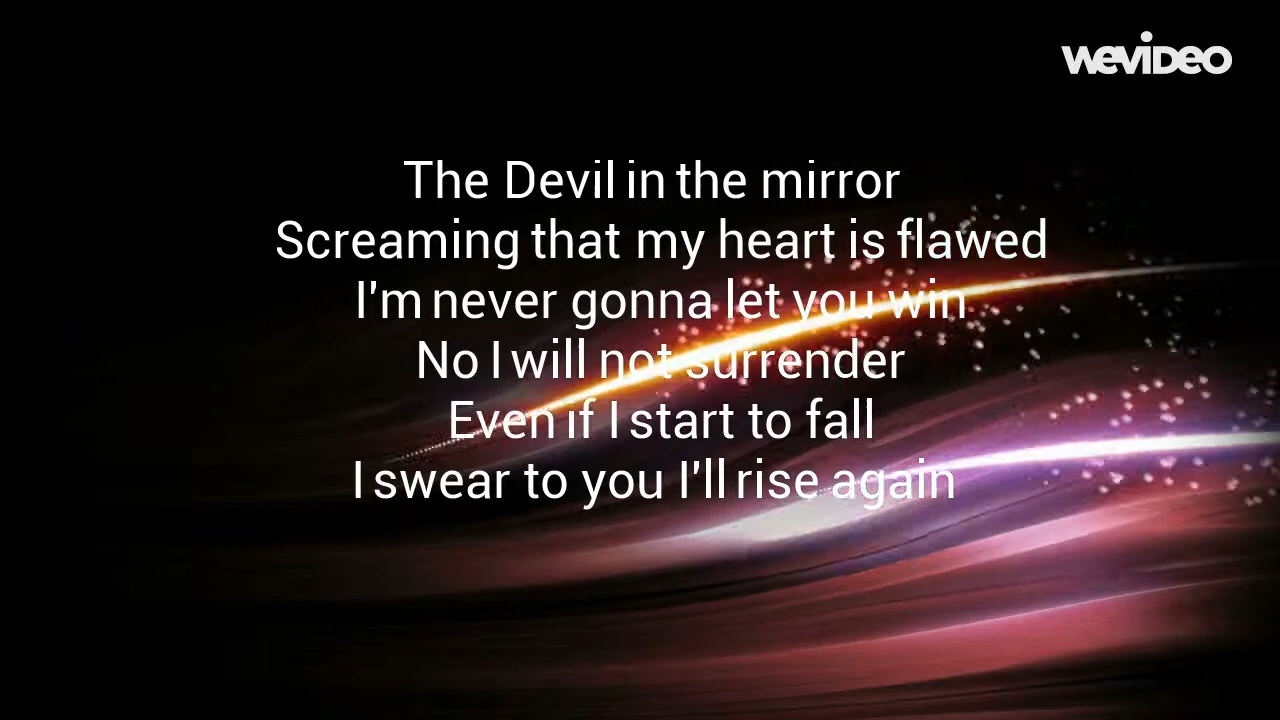 wevideo
The Devil in the mirror
Screaming that my heart is flawed
I'm never gonna let you win
No I will not surrender
Even if I start to fall
I swear to you I'll rise again